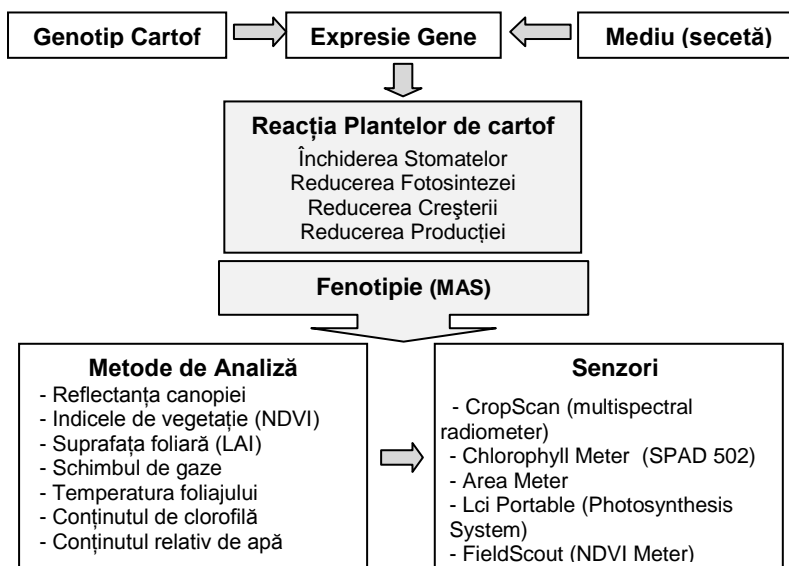 Genotip Cartof
Expresie Gene
Mediu (secetă)
Reacția Plantelor de cartof
Închiderea Stomatelor
Reducerea Fotosintezei
Reducerea Creşterii
Reducerea Producției
Fenotipie (MAS)
Metode de Analiză
- Reflectanța canopiei
- Indicele de vegetație (NDVI)
- Suprafața foliară (LAI)
- Schimbul de gaze
- Temperatura foliajului
- Conținutul de clorofilă
- Conținutul relativ de apă
Senzori
- CropScan (multispectral
radiometer)
- Chlorophyll Meter (SPAD 502)
- Area Meter
- Lci Portable (Photosynthesis
System)
- FieldScout (NDVI Meter)